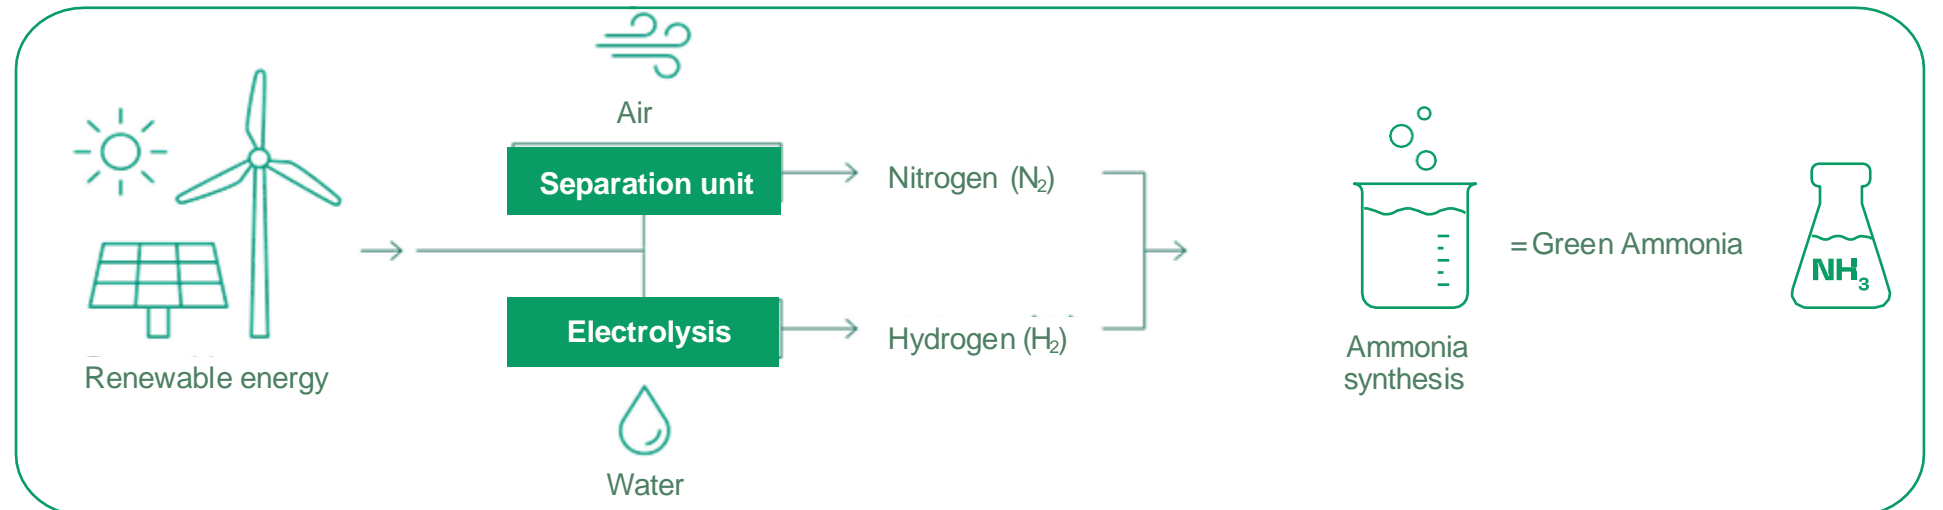 Air
Separation unit
Nitrogen (N₂)
= Green Ammonia
NH₃
Electrolysis
Hydrogen (H₂)
Ammonia
synthesis
Renewable energy
Water